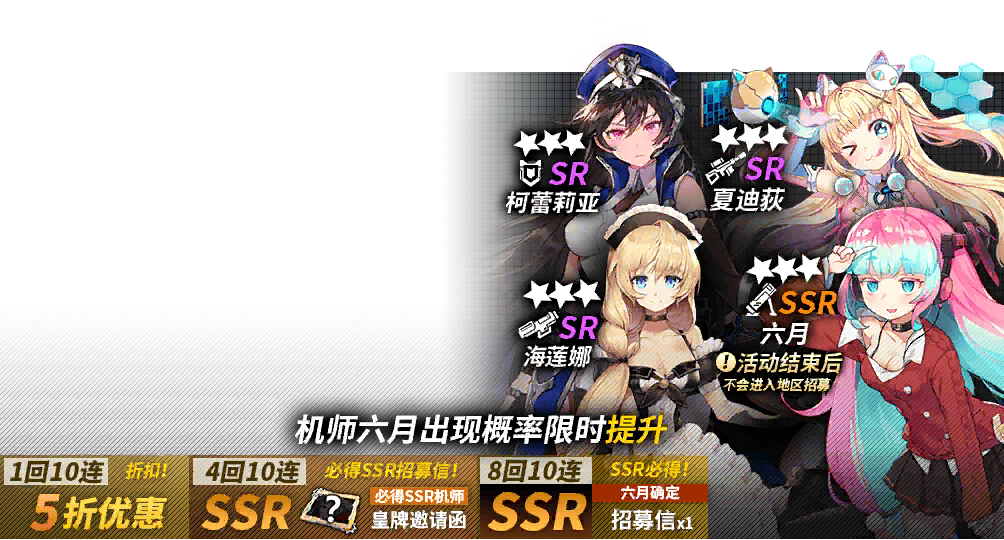 SR
柯蕾莉亚
SR
夏迪荻
SR
海莲娜
SSR
六月
!活动结束后
不会进入地区招募
机师六月出现概率限时提升
1回10连 折扣!
5折优惠
4回10连 必得SSR招募信!
SSR
?
必得SSR机师
皇牌邀请函
8回10连 SSR必得!
SSR
六月确定
招募信x1